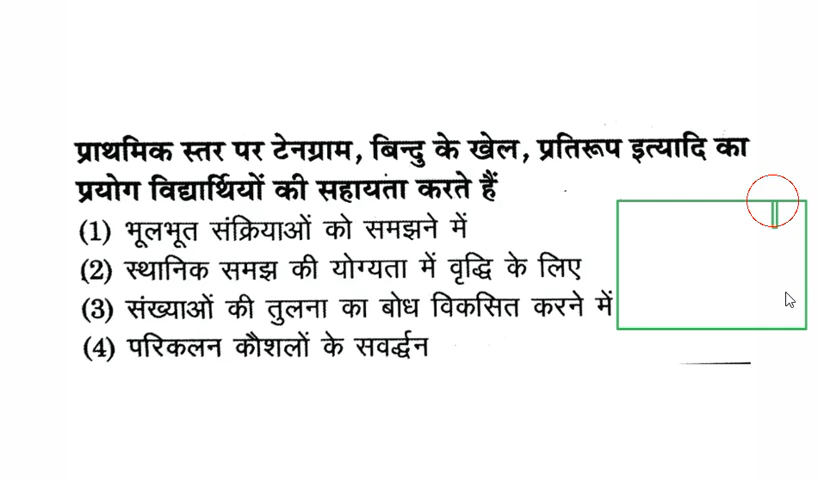 प्राथमिक स्तर पर टेनग्राम, बिन्दु के खेल, प्रतिरूप इत्यादि का
प्रयोग विद्यार्थियों की सहायता करते हैं
(1) भूलभूत संक्रियाओं को समझने में
(2) स्थानिक समझ की योग्यता में वृद्धि के लिए
(3) संख्याओं की तुलना का बोध विकसित करने में
(4) परिकलन कौशलों के सवर्द्धन